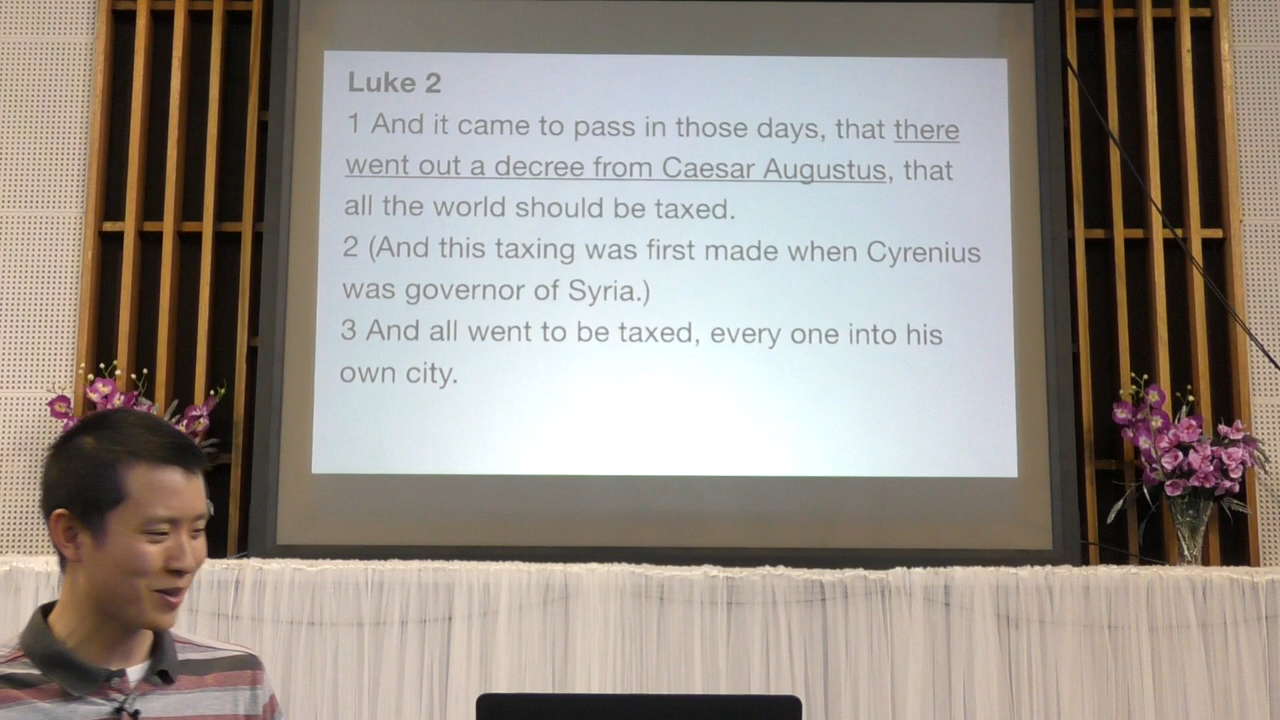 Luke 2
1 And it came to pass in those days, that there
went out a decree from Caesar Augustus, that
all the world should be taxed.
2 (And this taxing was first made when Cyrenius
was governor of Syria.)
3 And all went to be taxed, every one into his
own city.